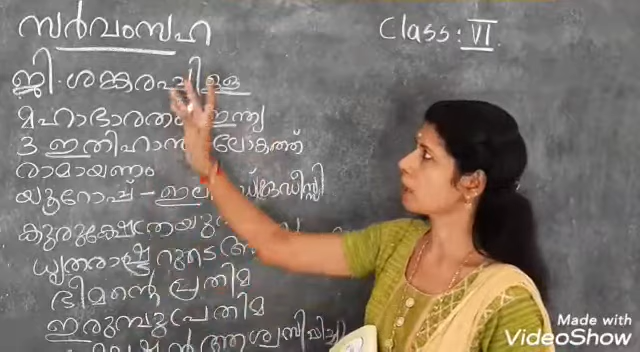 സർവംസഹ
Class : VI
ജി. ശങ്കരപ്പിള്ള
മഹാഭാരതം ഇന്ത്യ
3 ഇതിഹാസ ലോകത്ത്
രാമായണം
യൂറോപ്പ് -
കുരുക്ഷേത്രയു
ധൃതരാഷ്ട്രരുടെ
ഭീമന്റെ പ്രതിമ
ഇരുമ്പുപ്രതിമ
Made with
VideoShow